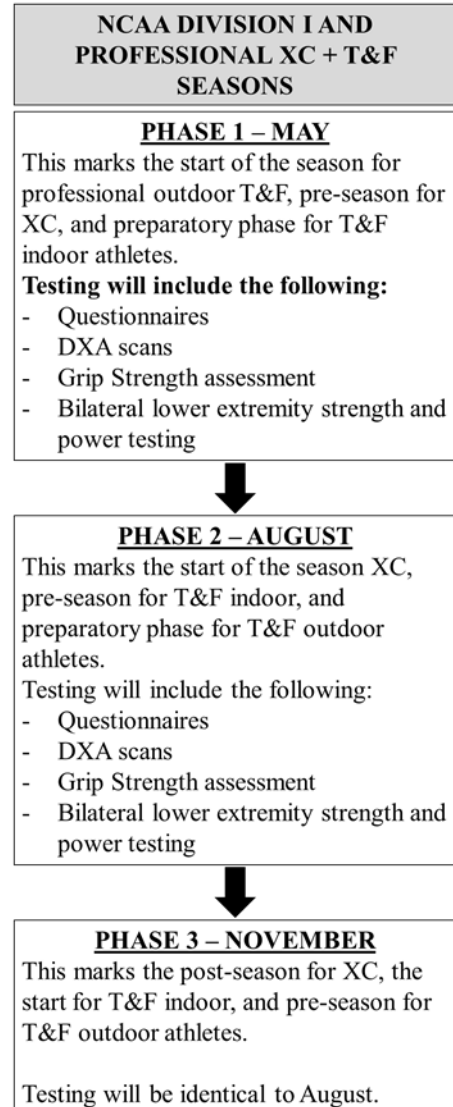 NCAA DIVISION I AND
PROFESSIONAL XC + T&F
SEASONS
PHASE 1 – MAY
This marks the start of the season for
professional outdoor T&F, pre-season for
XC, and preparatory phase for T&F
indoor athletes.
Testing will include the following:
- Questionnaires
- DXA scans
- Grip Strength assessment
- Bilateral lower extremity strength and
power testing
PHASE 2 – AUGUST
This marks the start of the season XC,
pre-season for T&F indoor, and
preparatory phase for T&F outdoor
athletes.
Testing will include the following:
- Questionnaires
- DXA scans
- Grip Strength assessment
- Bilateral lower extremity strength and
power testing
PHASE 3 – NOVEMBER
This marks the post-season for XC, the
start for T&F indoor, and pre-season for
T&F outdoor athletes.
Testing will be identical to August.